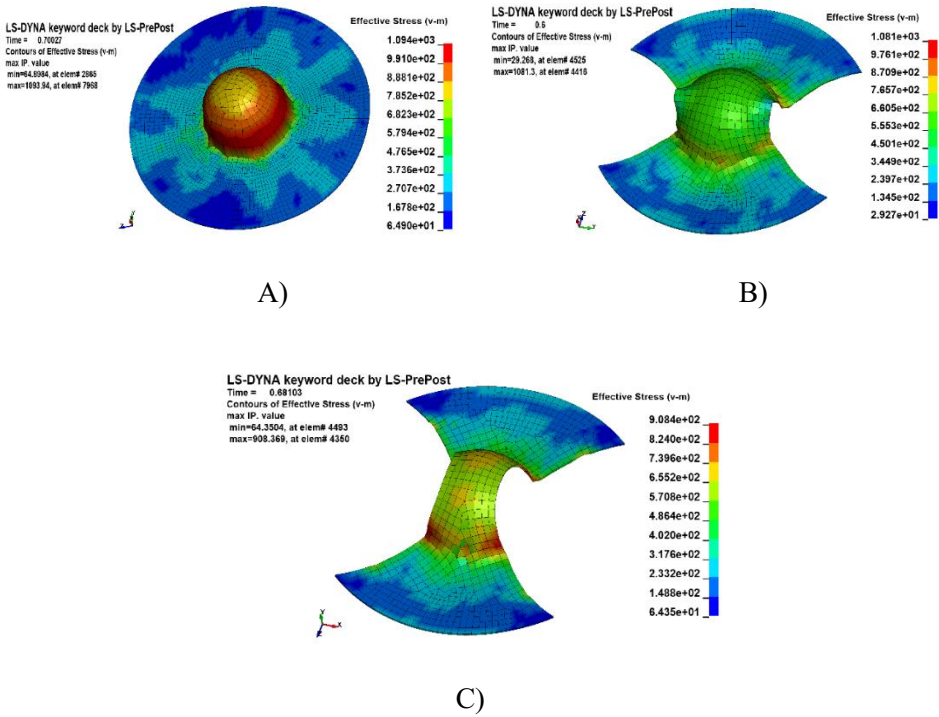 LS-DYNA keyword deck by LS-PrePost
Time = 0.70027
Contours of Effective Stress (v-m)
max IP. value
min=64.8984, at elem# 2865
max=1093.94, at elem# 7968
Effective Stress (v-m)
1.094e+03
9.910e+02
8.881e+02
7.852e+02
6.823e+02
5.794e+02
4.765e+02
3.736e+02
2.707e+02
1.678e+02
6.490e+01
A)
LS-DYNA keyword deck by LS-PrePost
Time = 0.6
Contours of Effective Stress (v-m)
max IP. value
min=29.268, at elem# 4525
max=1081.3, at elem# 4416
Effective Stress (v-m)
1.081e+03
9.761e+02
8.709e+02
7.657e+02
6.605e+02
5.553e+02
4.501e+02
3.449e+02
2.397e+02
1.345e+02
2.927e+01
B)
LS-DYNA keyword deck by LS-PrePost
Time = 0.68103
Contours of Effective Stress (v-m)
max IP. value
min=64.3504, at elem# 4493
max=908.369, at elem# 4350
Effective Stress (v-m)
9.084e+02
8.240e+02
7.396e+02
6.552e+02
5.708e+02
4.864e+02
4.020e+02
3.176e+02
2.332e+02
1.488e+02
6.435e+01
C)